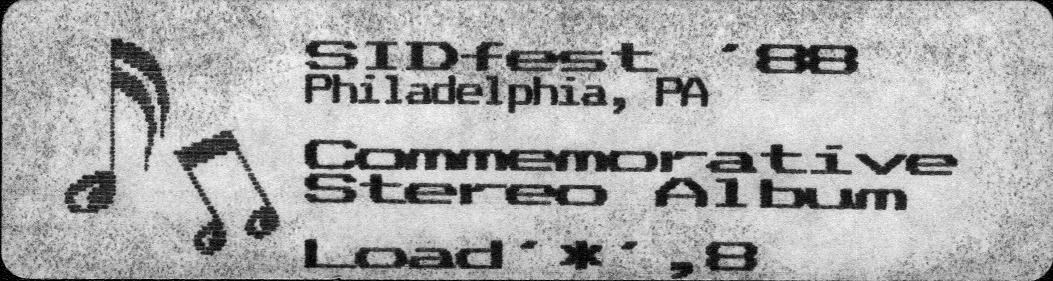 SIDfest '88
Philadelphia, PA
Commemorative
Stereo Album
Load'*',8